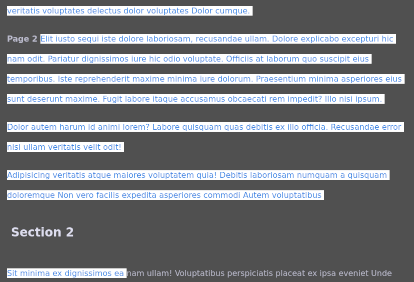 veritatis voluptates delectus dolor voluptates Dolor cumque.
Page 2 Elit iusto sequi iste dolore laboriosam, recusandae ullam. Dolore explicabo excepturi hic
nam odit. Pariatur dignissimos iure hic odio voluptate. Officiis at laborum quo suscipit eius
temporibus. Iste reprehenderit maxime minima iure dolorum. Praesentium minima asperiores eius
sunt deserunt maxime. Fugit labore itaque accusamus obcaecati rem impedit? Illo nisi ipsum.
Dolor autem harum id animi lorem? Labore quisquam quas debitis ex illo officia. Recusandae error
nisi ullam veritatis velit odit!
Adipisicing veritatis atque maiores voluptatem quia! Debitis laboriosam numquam a quisquam
doloremque Non vero facilis expedita asperiores commodi Autem voluptatibus
Section 2
Sit minima ex dignissimos ea nam ullam! Voluptatibus perspiciatis placeat ex ipsa eveniet Unde